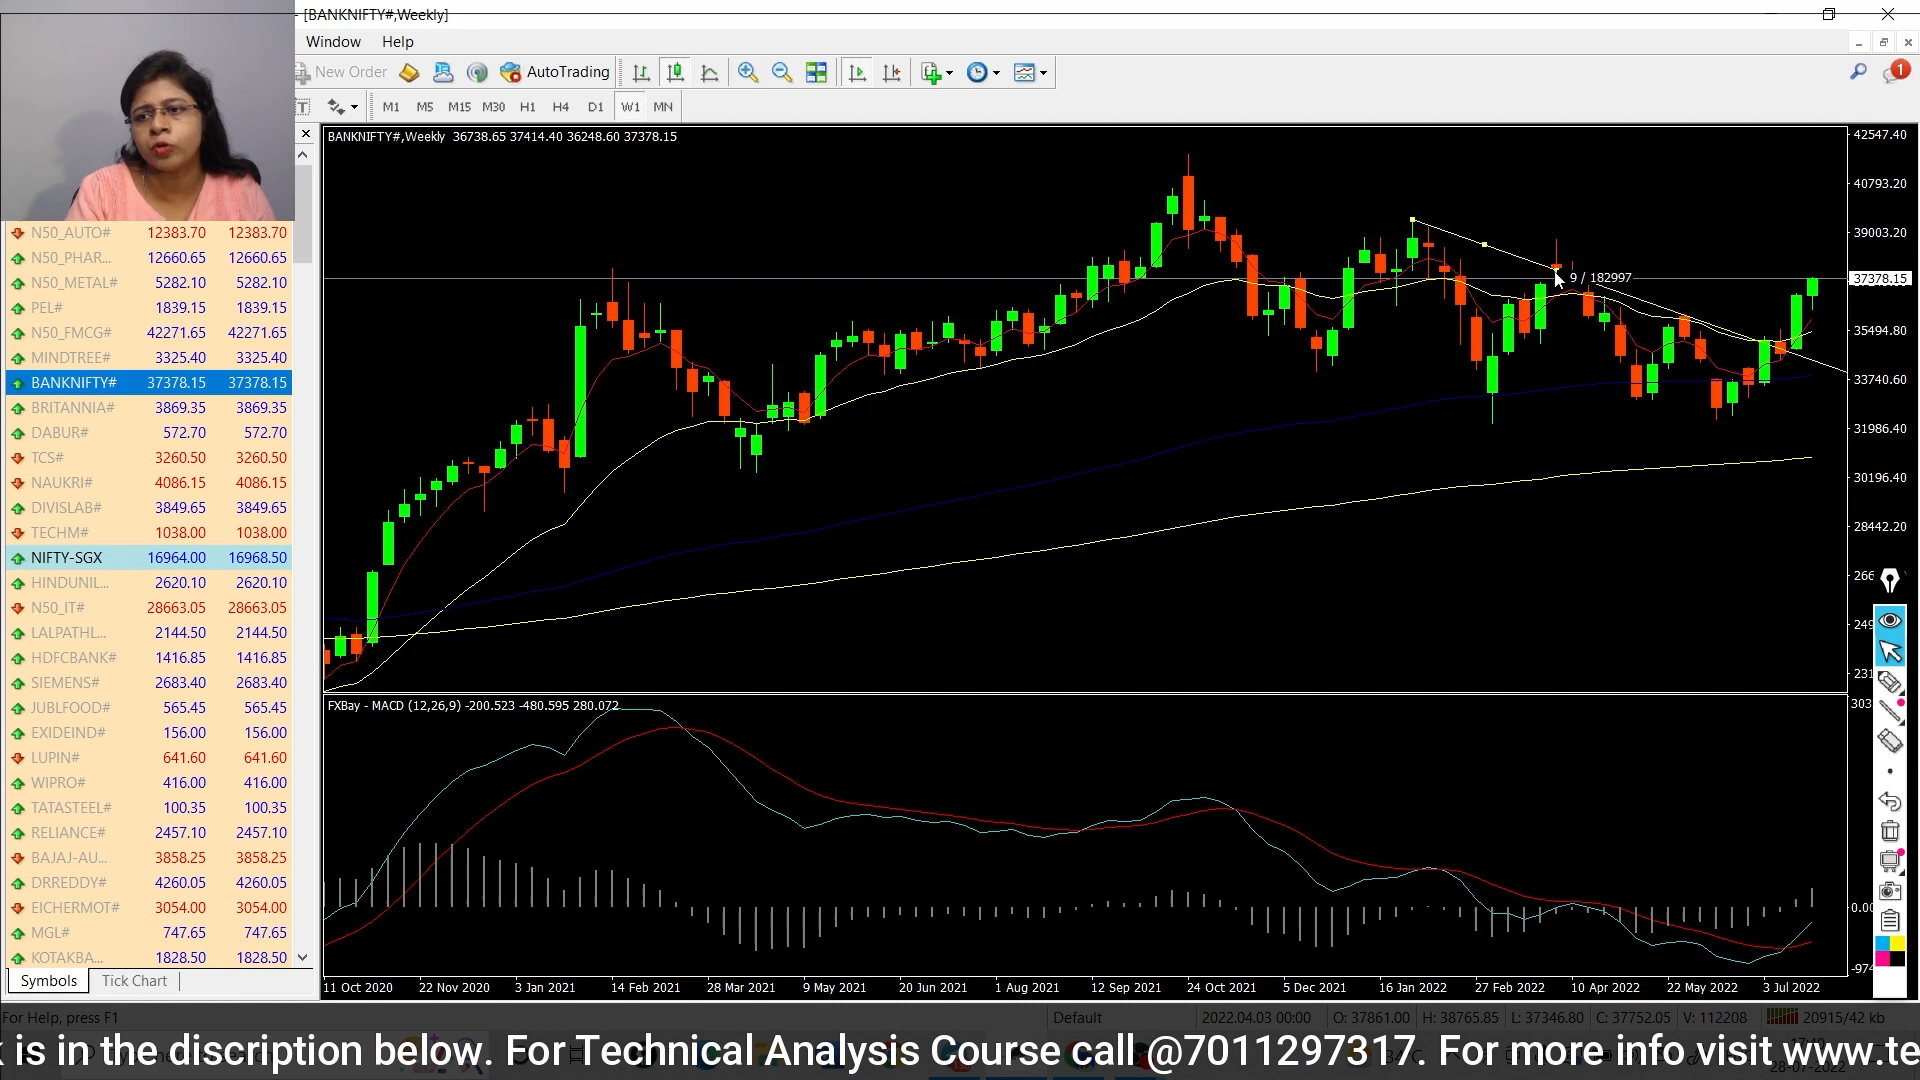 - [BANKNIFTY#,Weekly]
Window Help
New Order AutoTrading
T M1 M5 M15 M30 H1 H4 D1 W1 MN
1
BANKNIFTY#,Weekly 36738.65 37414.40 36248.60 37378.15
N50_AUTO# 12383.70 12383.70
N50_PHAR... 12660.65 12660.65
N50_METAL# 5282.10 5282.10
PEL# 1839.15 1839.15
N50_FMCG# 42271.65 42271.65
MINDTREE# 3325.40 3325.40
BANKNIFTY# 37378.15 37378.15
BRITANNIA# 3869.35 3869.35
DABUR# 572.70 572.70
TCS# 3260.50 3260.50
NAUKRI# 4086.15 4086.15
DIVISLAB# 3849.65 3849.65
TECHM# 1038.00 1038.00
NIFTY-SGX 16964.00 16968.50
HINDUNIL... 2620.10 2620.10
N50_IT# 28663.05 28663.05
LALPATHL... 2144.50 2144.50
HDFCBANK# 1416.85 1416.85
SIEMENS# 2683.40 2683.40
JUBLFOOD# 565.45 565.45
EXIDEIND# 156.00 156.00
LUPIN# 641.60 641.60
WIPRO# 416.00 416.00
TATASTEEL# 100.35 100.35
RELIANCE# 2457.10 2457.10
BAJAJ-AU... 3858.25 3858.25
DRREDDY# 4260.05 4260.05
EICHERMOT# 3054.00 3054.00
MGL# 747.65 747.65
KOTAKBA... 1828.50 1828.50
Symbols Tick Chart
9 / 182997
42547.40
40793.20
39003.20
37378.15
35494.80
33740.60
31986.40
30196.40
28442.20
266
249
231
FXBay - MACD (12,26,9) -200.523 -480.595 280.072
303
0.00
-974
11 Oct 2020 22 Nov 2020 3 Jan 2021 14 Feb 2021 28 Mar 2021 9 May 2021 20 Jun 2021 1 Aug 2021 12 Sep 2021 24 Oct 2021 5 Dec 2021 16 Jan 2022 27 Feb 2022 10 Apr 2022 22 May 2022 3 Jul 2022
For Help, press F1 Default 2022.04.03 00:00 O: 37861.00 H: 38765.85 L: 37346.80 C: 37752.05 V: 112208 20915/42 kb
is in the discription below. For Technical Analysis Course call @7011297317. For more info visit www.te
28-07-2022